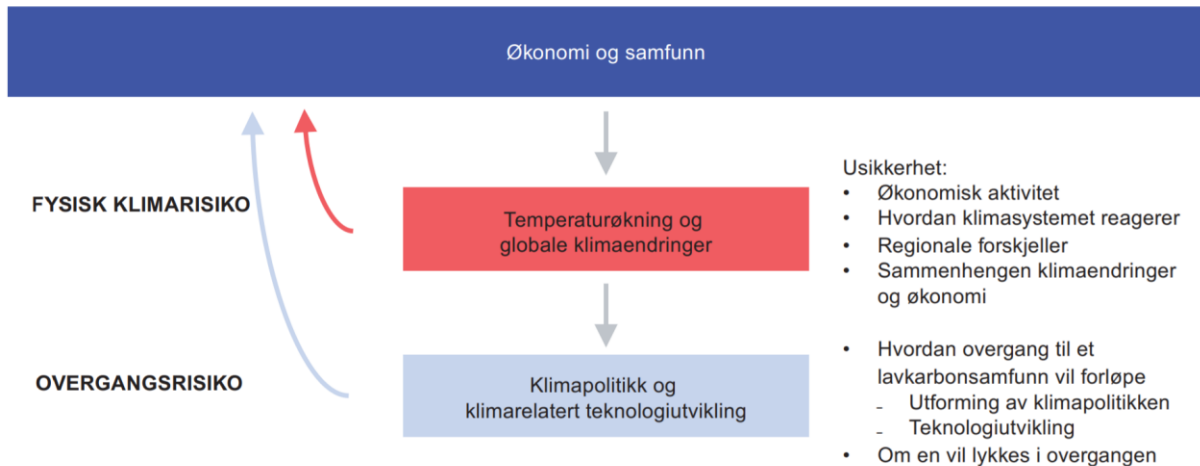 Økonomi og samfunn
FYSISK KLIMARISIKO
Temperaturøkning og
globale klimaendringer
Usikkerhet:
• Økonomisk aktivitet
• Hvordan klimasystemet reagerer
• Regionale forskjeller
• Sammenhengen klimaendringer
og økonomi
OVERGANGSRISIKO
Klimapolitikk og
klimarelatert teknologiutvikling
• Hvordan overgang til et
lavkarbonsamfunn vil forløpe
- Utforming av klimapolitikken
- Teknologiutvikling
• Om en vil lykkes i overgangen